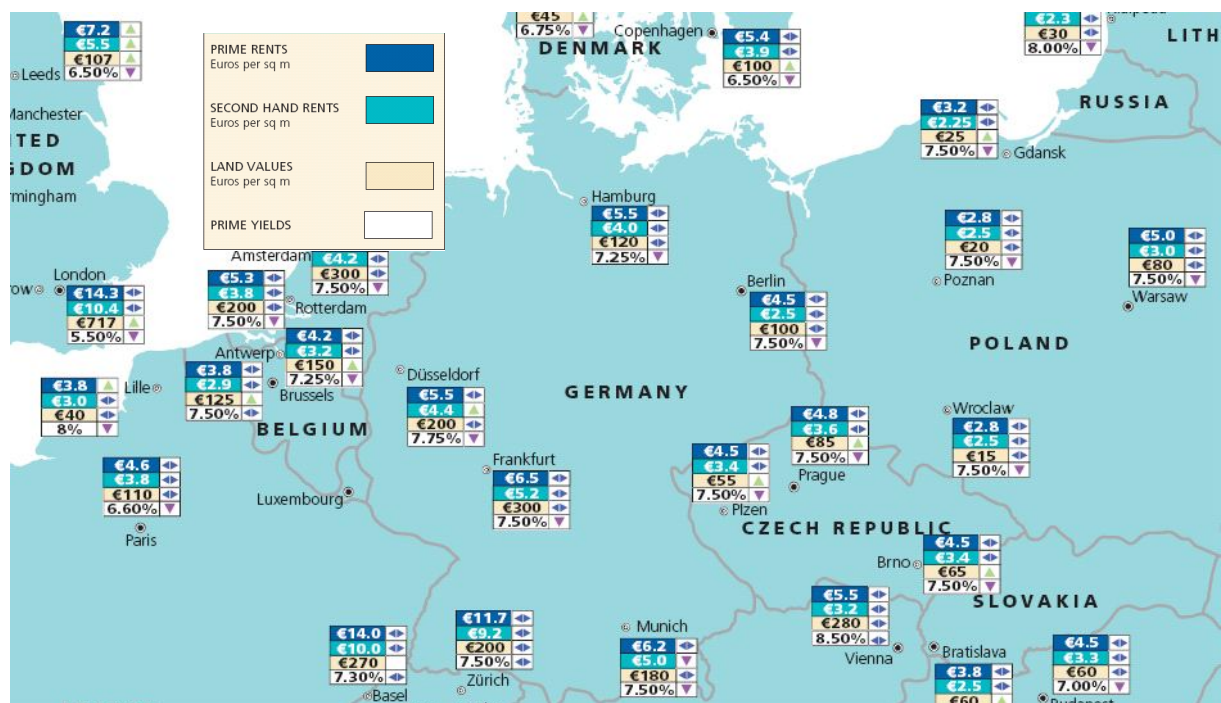 €7.2
€5.5
€107
6.50%
Leeds
Manchester
ITED
GDOM
rmingham
PRIME RENTS
Euros per sq m
SECOND HAND RENTS
Euros per sq m
LAND VALUES
Euros per sq m
PRIME YIELDS
€45
6.75%
Copenhagen
DENMARK
€5.4
€3.9
€100
6.50%
€2.3
€30
8.00%
LITH
RUSSIA
€3.2
€2.25
€25
7.50%
Gdansk
Hamburg
€5.5
€4.0
€120
7.25%
€2.8
€2.5
€20
7.50%
Poznan
€5.0
€3.0
€80
7.50%
Warsaw
Amsterdam
€4.2
€300
7.50%
€5.3
€3.8
€200
7.50%
Rotterdam
London
ow
€14.3
€10.4
€717
5.50%
Berlin
€4.5
€2.5
€100
7.50%
POLAND
Antwerp
€4.2
€3.2
€150
7.25%
€3.8
€2.9
€125
7.50%
Brussels
BELGIUM
€3.8
€3.0
€40
8%
Lille
Düsseldorf
€5.5
€4.4
€200
7.75%
GERMANY
€4.8
€3.6
€85
7.50%
Prague
Wroclaw
€2.8
€2.5
€15
7.50%
€4.5
€3.4
€55
7.50%
Plzen
Frankfurt
€6.5
€5.2
€300
7.50%
€4.6
€3.8
€110
6.60%
Paris
Luxembourg
CZECH REPUBLIC
Brno
€4.5
€3.4
€65
7.50%
SLOVAKIA
€5.5
€3.2
€280
8.50%
Vienna
€14.0
€10.0
€270
7.30%
Basel
€11.7
€9.2
€200
7.50%
Zürich
Munich
€6.2
€5.0
€180
7.50%
Bratislava
€3.8
€2.5
€60
€4.5
€3.3
€60
7.00%
Budapest